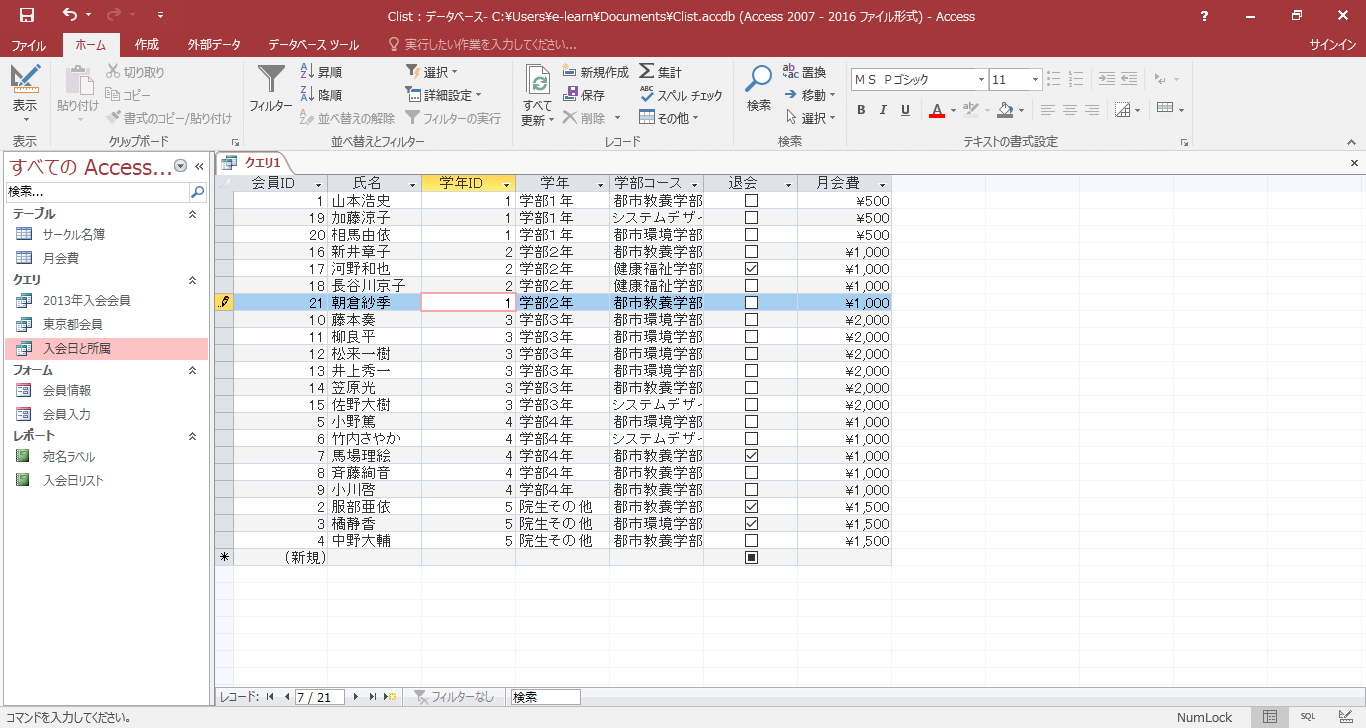 Clist : データベース- C:¥Users¥e-learn¥Documents¥Clist.accdb (Access 2007 - 2016 ファイル形式) - Access
?
ファイル ホーム 作成 外部データ データベース ツール 実行したい作業を入力してください... サインイン
表示 貼り付け 切り取り コピー 書式のコピー/貼り付け フィルター 昇順 降順 並べ替えの解除 選択 詳細設定 フィルターの実行 すべて更新 新規作成 保存 削除 集計 スペル チェック その他 検索 置換 移動 選択 ＭＳ Ｐゴシック 11 B I U A
表示 クリップボード 並べ替えとフィルター レコード 検索 テキストの書式設定
すべての Access...
検索...
テーブル
サークル名簿
月会費
クエリ
2013年入会会員
東京都会員
入会日と所属
フォーム
会員情報
会員入力
レポート
宛名ラベル
入会日リスト
クエリ1
会員ID 氏名 学年ID 学年 学部コース 退会 月会費
1 山本浩史 1 学部１年 都市教養学部 ¥500
19 加藤涼子 1 学部１年 システムデザイ ¥500
20 相馬由依 1 学部１年 都市環境学部 ¥500
16 新井章子 2 学部２年 都市教養学部 ¥1,000
17 河野和也 2 学部２年 健康福祉学部 ¥1,000
18 長谷川京子 2 学部２年 健康福祉学部 ¥1,000
21 朝倉紗季 1 学部２年 都市教養学部 ¥1,000
10 藤本奏 3 学部３年 都市環境学部 ¥2,000
11 柳良平 3 学部３年 都市環境学部 ¥2,000
12 松来一樹 3 学部３年 都市環境学部 ¥2,000
13 井上秀一 3 学部３年 都市環境学部 ¥2,000
14 笠原光 3 学部３年 都市教養学部 ¥2,000
15 佐野大樹 3 学部３年 システムデザイ ¥2,000
5 小野篤 4 学部４年 都市環境学部 ¥1,000
6 竹内さやか 4 学部４年 システムデザイ ¥1,000
7 馬場理絵 4 学部４年 都市教養学部 ¥1,000
8 斉藤絢音 4 学部４年 都市教養学部 ¥1,000
9 小川啓 4 学部４年 都市教養学部 ¥1,000
2 服部亜依 5 院生その他 都市教養学部 ¥1,500
3 橘静香 5 院生その他 都市環境学部 ¥1,500
4 中野大輔 5 院生その他 都市教養学部 ¥1,500
* (新規)
レコード: 7 / 21 フィルターなし 検索
コマンドを入力してください。 NumLock SQL